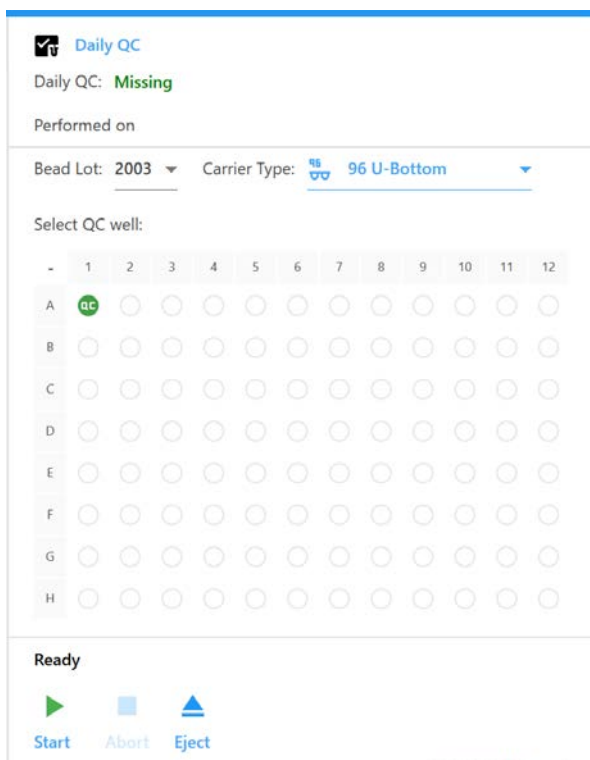 Daily QC
Daily QC: Missing
Performed on
Bead Lot: 2003 Carrier Type: 96 96 U-Bottom
Select QC well:
- 1 2 3 4 5 6 7 8 9 10 11 12
A QC
B
C
D
E
F
G
H
Ready
Start Abort Eject